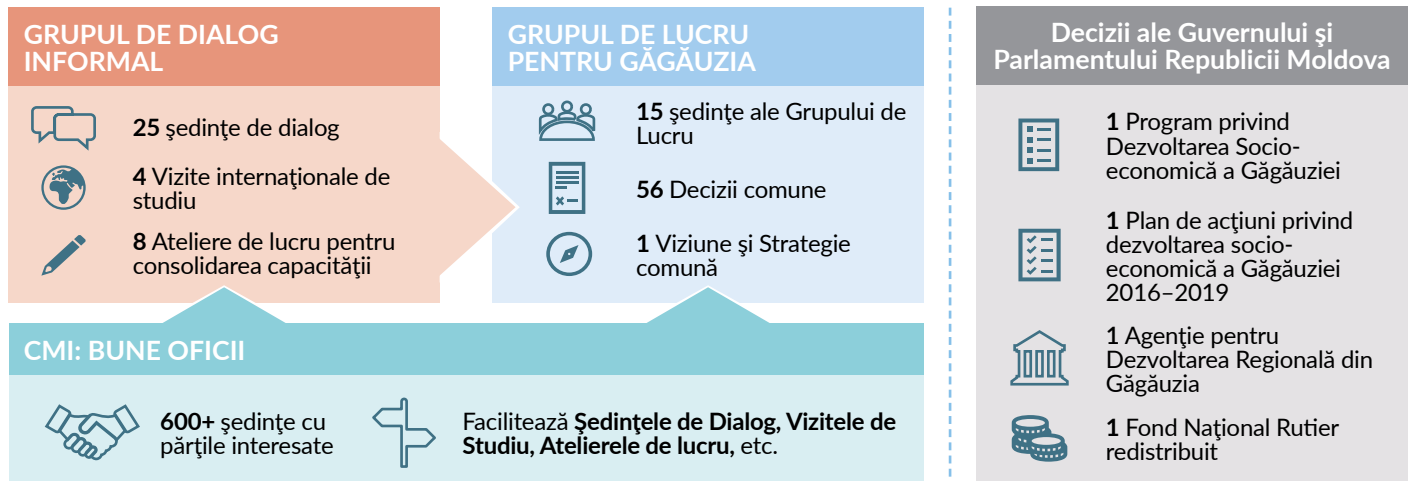 GRUPUL DE DIALOG
INFORMAL
25 şedinţe de dialog
4 Vizite internaţionale de
studiu
8 Ateliere de lucru pentru
consolidarea capacităţii
GRUPUL DE LUCRU
PENTRU GĂGĂUZIA
15 şedinţe ale Grupului de
Lucru
56 Decizii comune
1 Viziune şi Strategie
comună
CMI: BUNE OFICII
600+ şedinţe cu
părţile interesate
Facilitează Şedinţele de Dialog, Vizitele de
Studiu, Atelierele de lucru, etc.
Decizii ale Guvernului şi
Parlamentului Republicii Moldova
1 Program privind
Dezvoltarea Socio-
economică a Găgăuziei
1 Plan de acţiuni privind
dezvoltarea socio-
economică a Găgăuziei
2016–2019
1 Agenţie pentru
Dezvoltarea Regională din
Găgăuzia
1 Fond Naţional Rutier
redistribuit